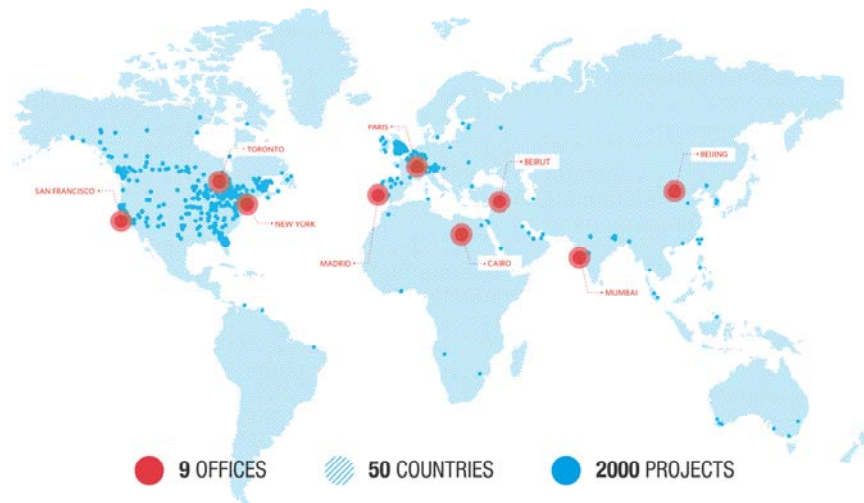 PARIS
TORONTO
BEIRUT
BEIJING
SAN FRANCISCO
NEW YORK
MADRID
CAIRO
MUMBAI
9 OFFICES
50 COUNTRIES
2000 PROJECTS